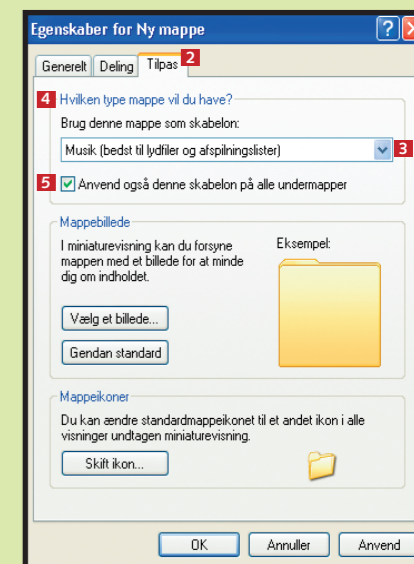 Egenskaber for Ny mappe
Generelt Deling Tilpas 2
4 Hvilken type mappe vil du have?
Brug denne mappe som skabelon:
Musik (bedst til lydfiler og afspilningslister) 3
5 Anvend også denne skabelon på alle undermapper
Mappebillede
I miniaturevisning kan du forsyne
mappen med et billede for at minde
dig om indholdet.
Eksempel:
Vælg et billede...
Gendan standard
Mappeikoner
Du kan ændre standardmappeikonet til et andet ikon i alle
visninger undtagen miniaturevisning.
Skift ikon...
OK Annuller Anvend